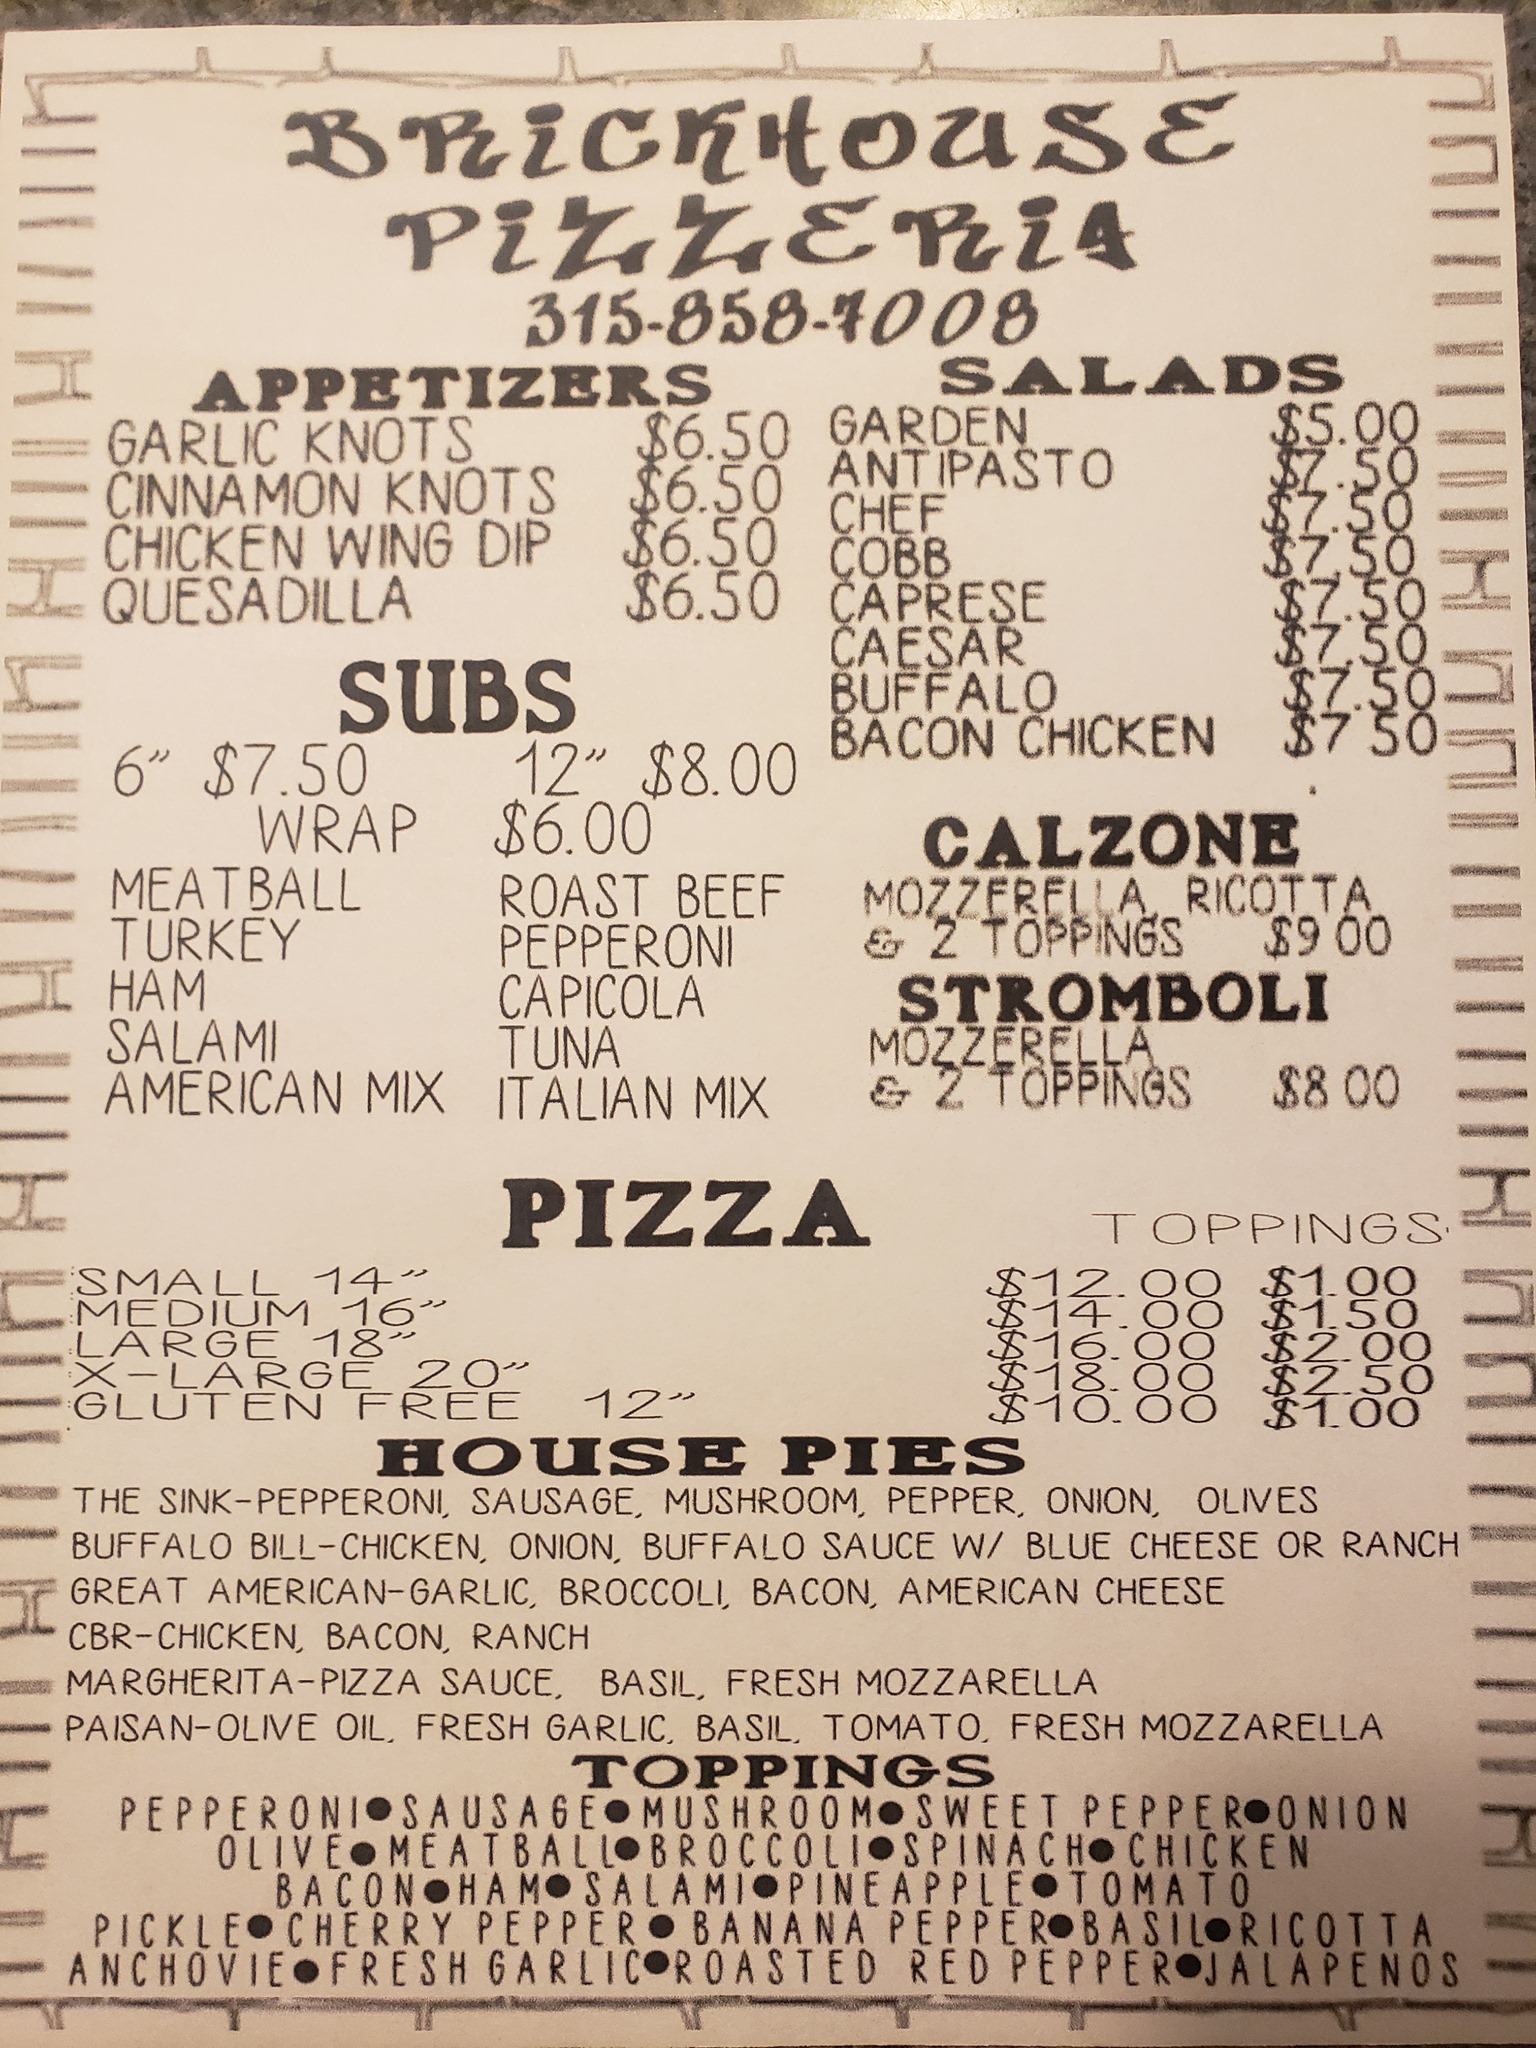 BRICKHOUSE
PIZZERIA
315-858-7008
APPETIZERS
GARLIC KNOTS $6.50
CINNAMON KNOTS $6.50
CHICKEN WING DIP $6.50
QUESADILLA $6.50
SUBS
6" $7.50 12" $8.00
WRAP $6.00
MEATBALL ROAST BEEF
TURKEY PEPPERONI
HAM CAPICOLA
SALAMI TUNA
AMERICAN MIX ITALIAN MIX
SALADS
GARDEN $5.00
ANTIPASTO $7.50
CHEF $7.50
COBB $7.50
CAPRESE $7.50
CAESAR $7.50
BUFFALO $7.50
BACON CHICKEN $7 50
CALZONE
MOZZERELLA, RICOTTA
& 2 TOPPINGS $9 00
STROMBOLI
MOZZERELLA
& 2 TOPPINGS $8 00
PIZZA
TOPPINGS
SMALL 14" $12.00 $1.00
MEDIUM 16" $14.00 $1.50
LARGE 18" $16.00 $2.00
X-LARGE 20" $18.00 $2.50
GLUTEN FREE 12" $10.00 $1.00
HOUSE PIES
THE SINK-PEPPERONI, SAUSAGE, MUSHROOM, PEPPER, ONION, OLIVES
BUFFALO BILL-CHICKEN, ONION, BUFFALO SAUCE W/ BLUE CHEESE OR RANCH
GREAT AMERICAN-GARLIC, BROCCOLI, BACON, AMERICAN CHEESE
CBR-CHICKEN, BACON, RANCH
MARGHERITA-PIZZA SAUCE, BASIL, FRESH MOZZARELLA
PAISAN-OLIVE OIL, FRESH GARLIC, BASIL, TOMATO, FRESH MOZZARELLA
TOPPINGS
PEPPERONI●SAUSAGE●MUSHROOM●SWEET PEPPER●ONION
OLIVE●MEATBALL●BROCCOLI●SPINACH●CHICKEN
BACON●HAM●SALAMI●PINEAPPLE●TOMATO
PICKLE●CHERRY PEPPER●BANANA PEPPER●BASIL●RICOTTA
ANCHOVIE●FRESH GARLIC●ROASTED RED PEPPER●JALAPENOS